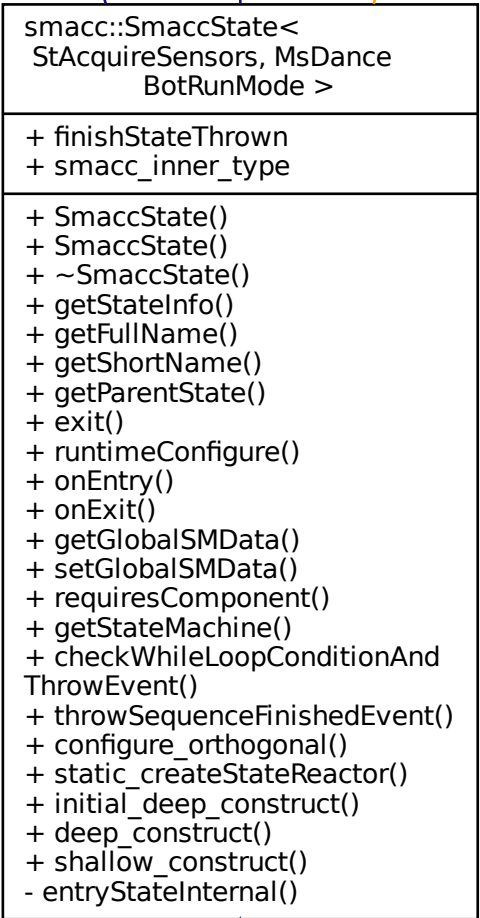 smacc::SmaccState<
StAcquireSensors, MsDance
BotRunMode >
+ finishStateThrown
+ smacc_inner_type
+ SmaccState()
+ SmaccState()
+ ~SmaccState()
+ getStateInfo()
+ getFullName()
+ getShortName()
+ getParentState()
+ exit()
+ runtimeConfigure()
+ onEntry()
+ onExit()
+ getGlobalSMData()
+ setGlobalSMData()
+ requiresComponent()
+ getStateMachine()
+ checkWhileLoopConditionAnd
ThrowEvent()
+ throwSequenceFinishedEvent()
+ configure_orthogonal()
+ static_createStateReactor()
+ initial_deep_construct()
+ deep_construct()
+ shallow_construct()
- entryStateInternal()